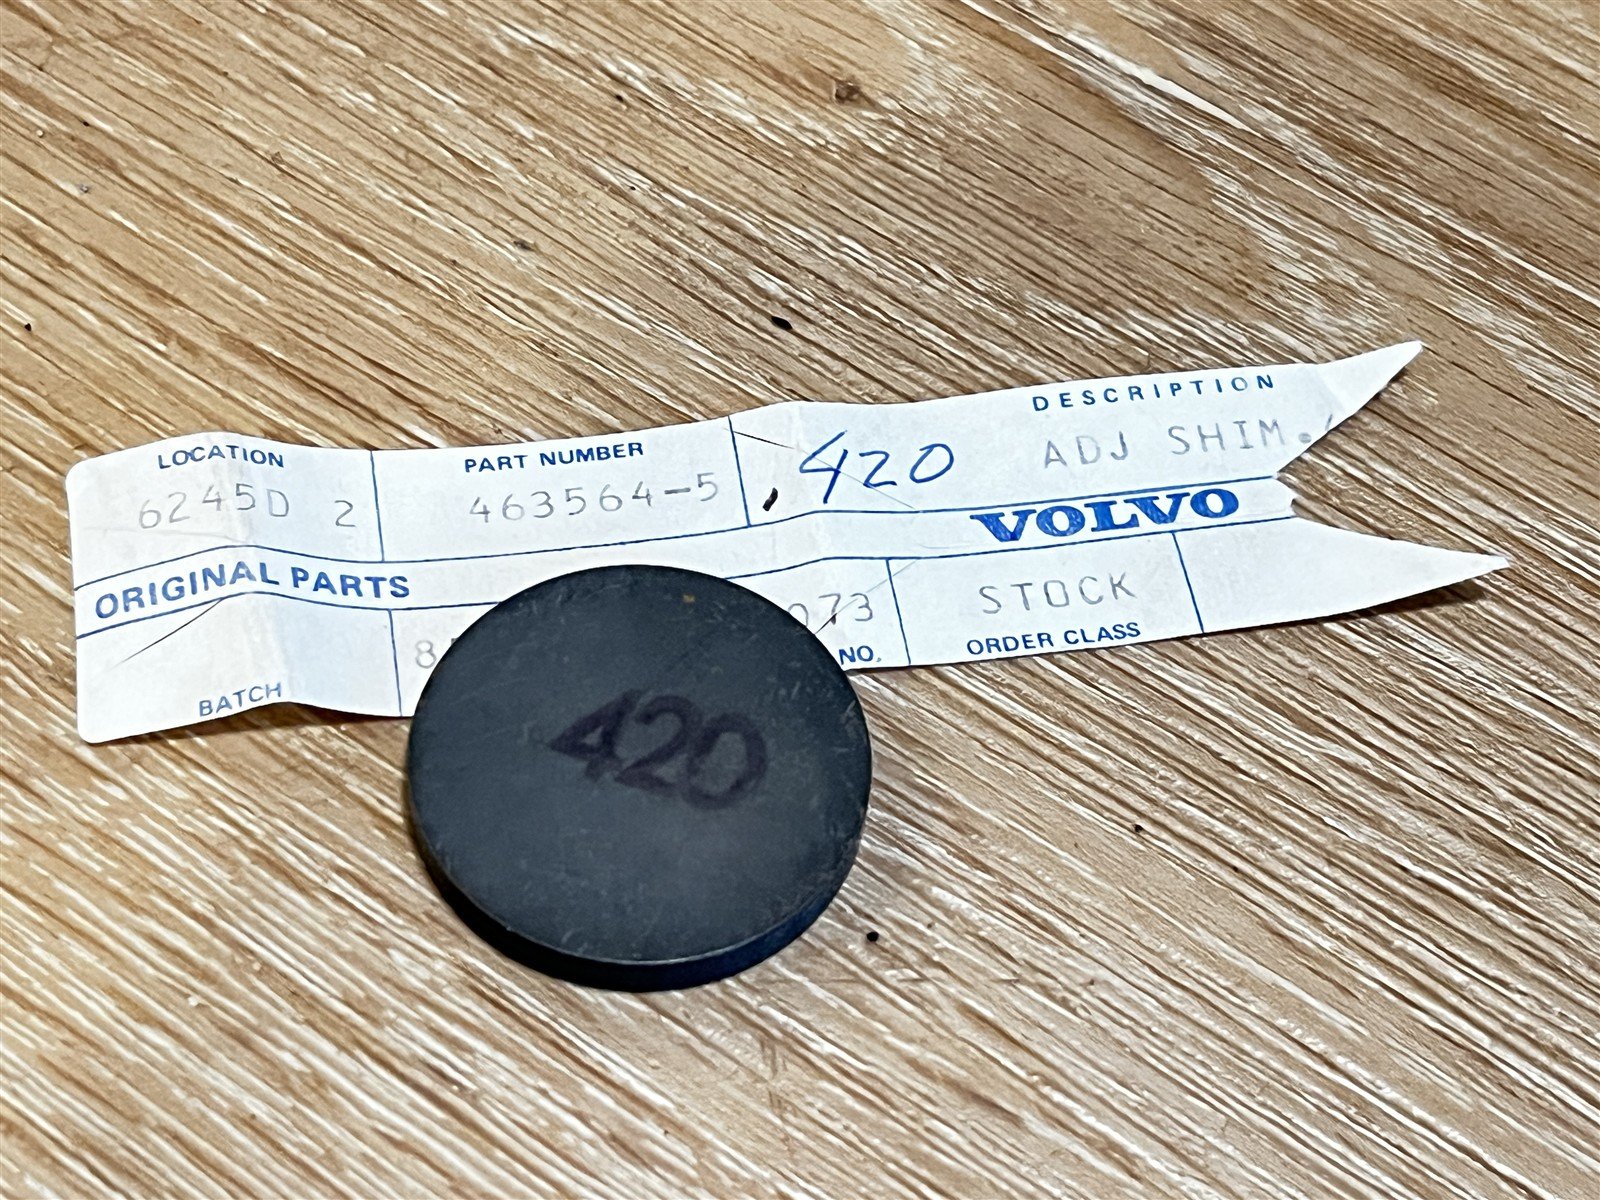 LOCATION PART NUMBER DESCRIPTION
6245D 2 463564-5 .420 ADJ SHIM.
ORIGINAL PARTS VOLVO
073 STOCK
BATCH NO. ORDER CLASS
420